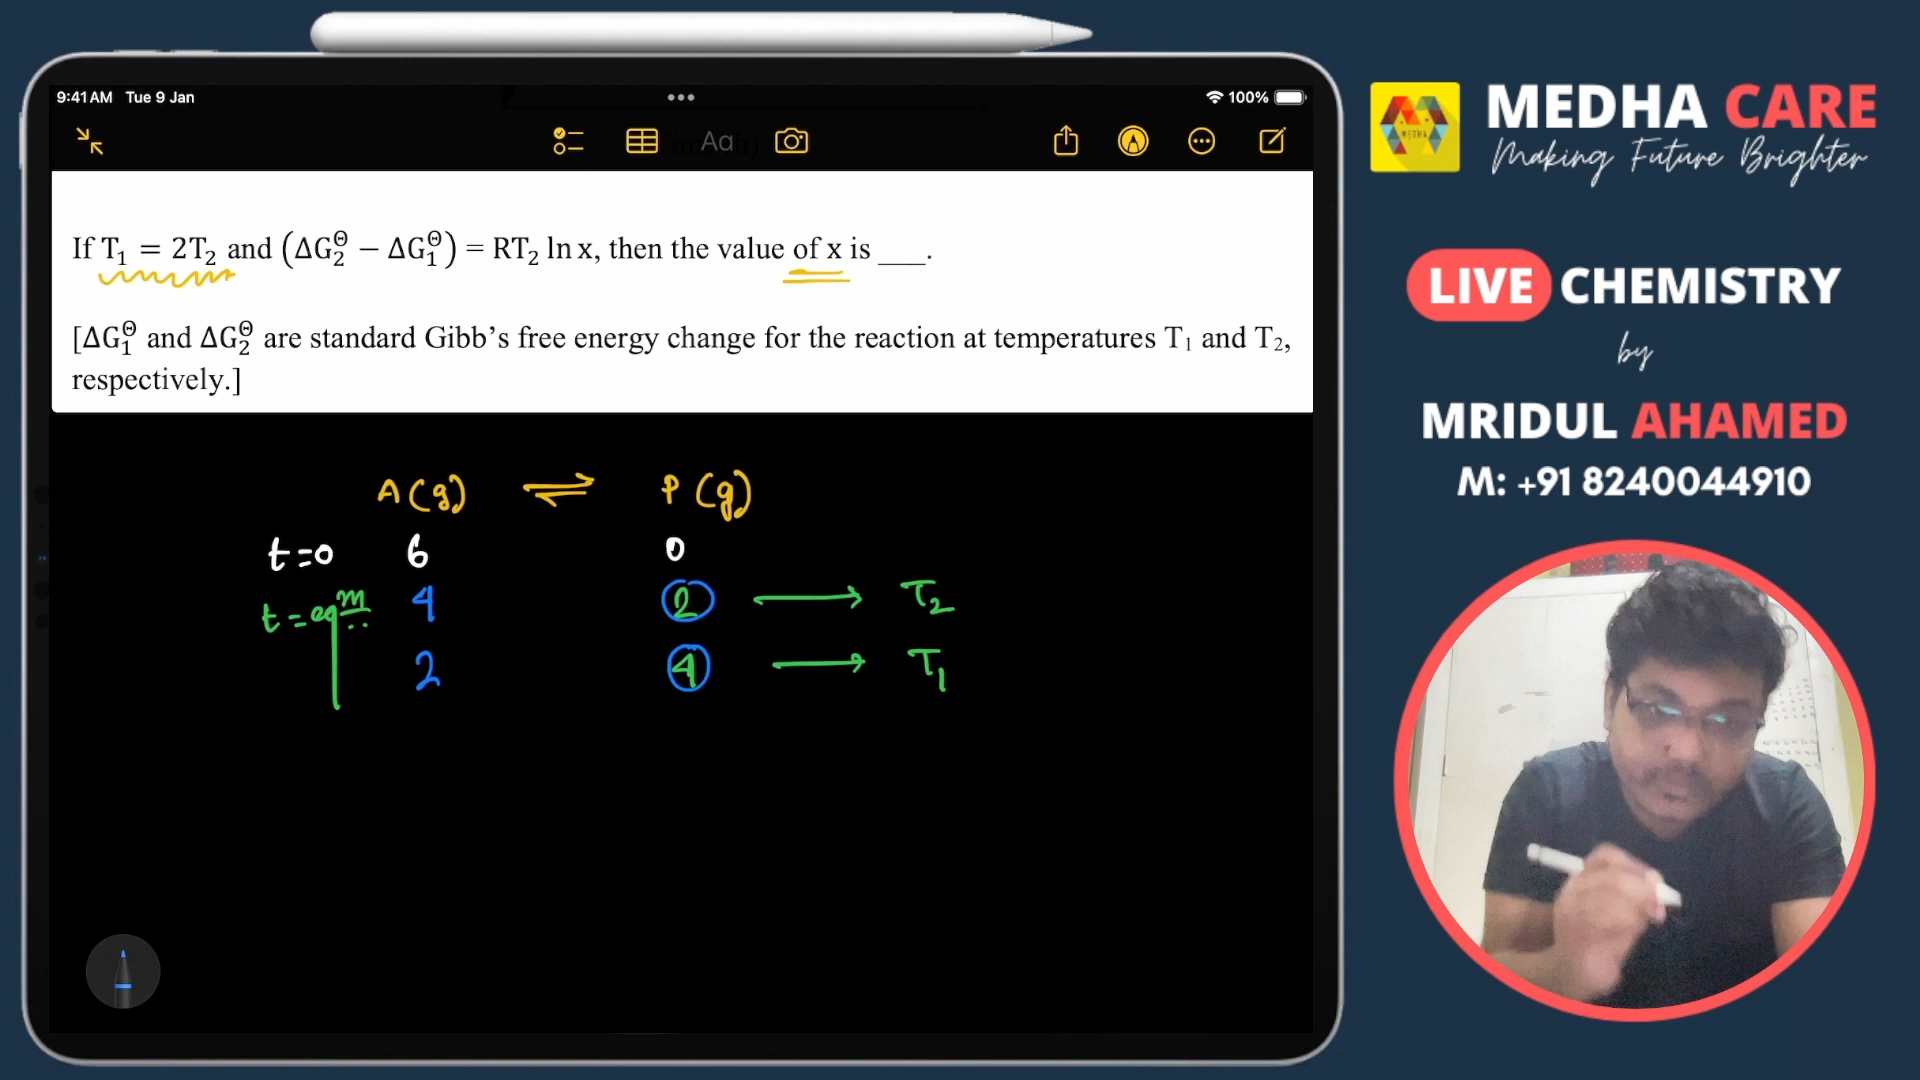 9:41 AM Tue 9 Jan
100%
Aa
If T₁ = 2T₂ and (ΔG₂^Θ − ΔG₁^Θ) = RT₂ ln x, then the value of x is ___.
[ΔG₁^Θ and ΔG₂^Θ are standard Gibb's free energy change for the reaction at temperatures T₁ and T₂,
respectively.]
A(g) ⇌ P(g)
t=0 6 0
t=eqm 4 2 ⟶ T₂
2 4 ⟶ T₁
MEDHA CARE
Making Future Brighter
MEDHA
LIVE CHEMISTRY
by
MRIDUL AHAMED
M: +91 8240044910